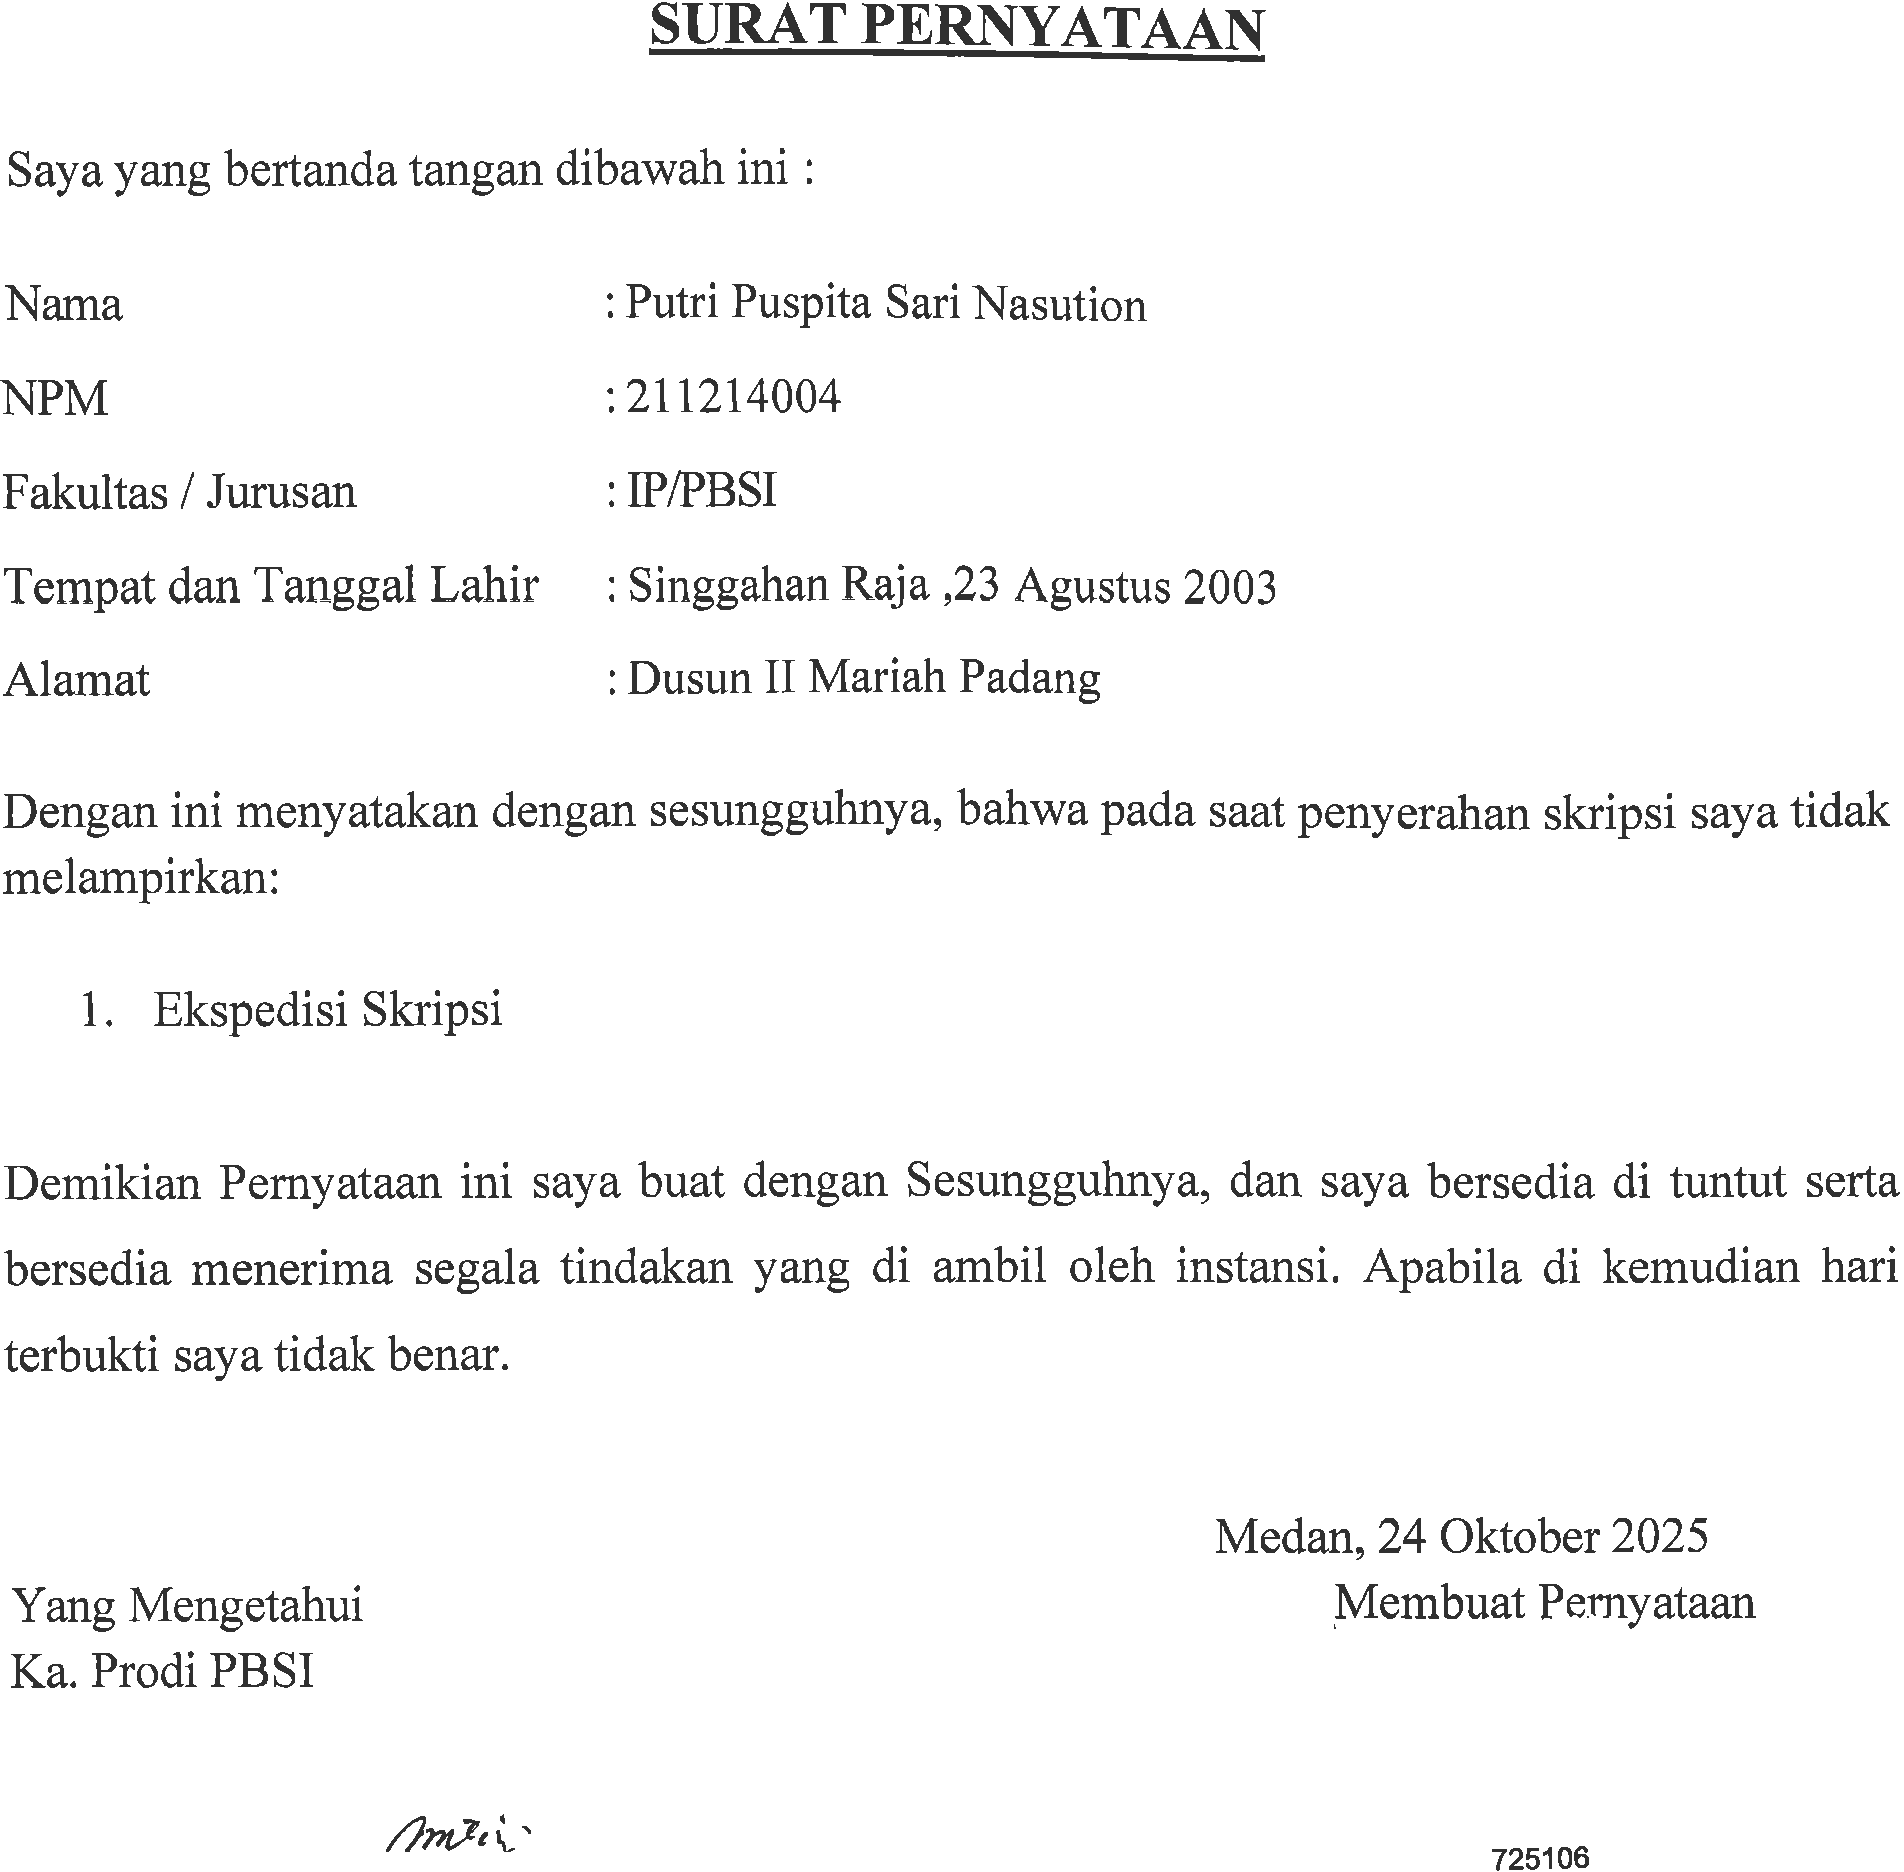 SURAT PERNYATAAN
Saya yang bertanda tangan dibawah ini :
Nama : Putri Puspita Sari Nasution
NPM : 211214004
Fakultas / Jurusan : IP/PBSI
Tempat dan Tanggal Lahir : Singgahan Raja ,23 Agustus 2003
Alamat : Dusun II Mariah Padang
Dengan ini menyatakan dengan sesungguhnya, bahwa pada saat penyerahan skripsi saya tidak
melampirkan:
1. Ekspedisi Skripsi
Demikian Pernyataan ini saya buat dengan Sesungguhnya, dan saya bersedia di tuntut serta
bersedia menerima segala tindakan yang di ambil oleh instansi. Apabila di kemudian hari
terbukti saya tidak benar.
Medan, 24 Oktober 2025
Yang Mengetahui Membuat Pernyataan
Ka. Prodi PBSI
725106